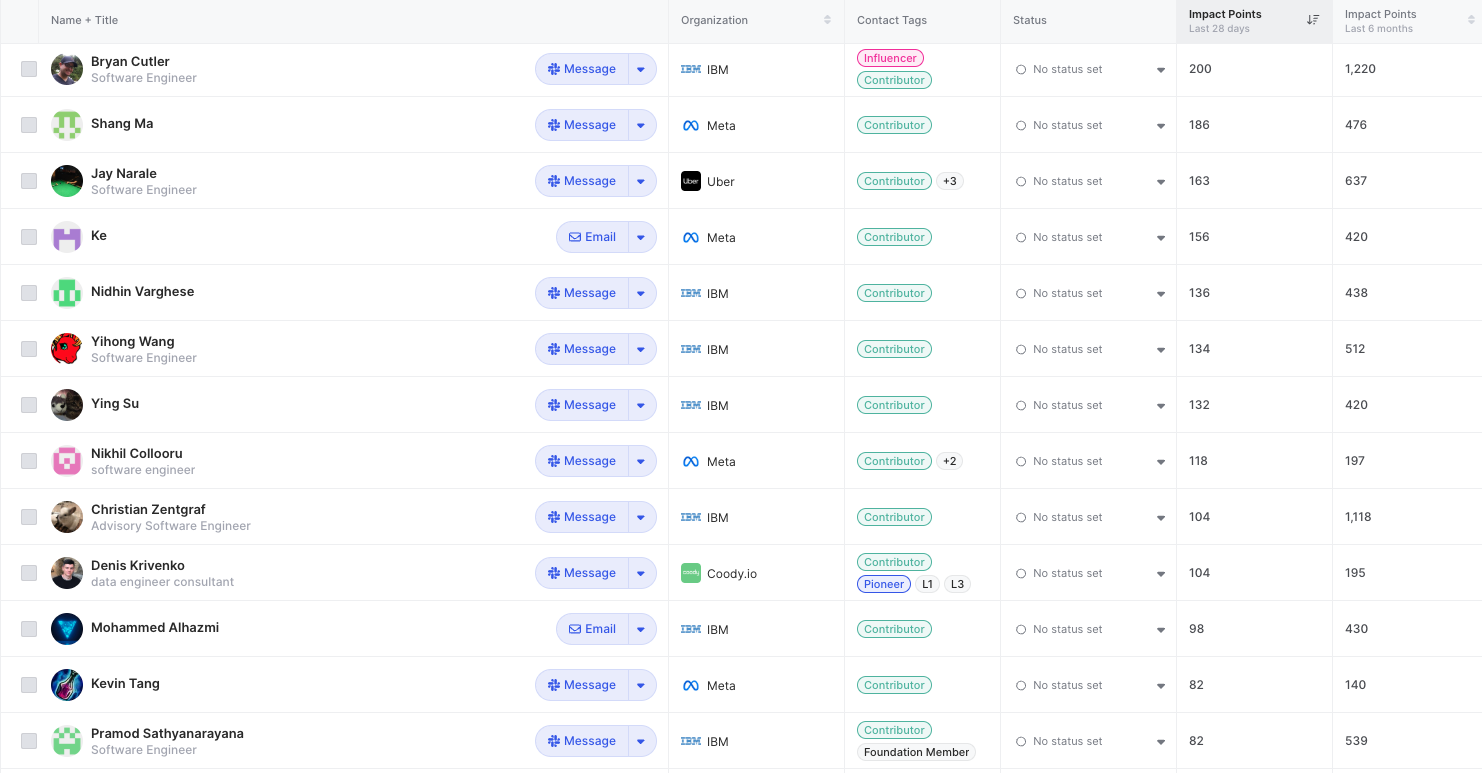 Name + Title Organization Contact Tags Status Impact Points Impact Points
Last 28 days Last 6 months
Bryan Cutler
Software Engineer
Message IBM IBM
Influencer
Contributor
No status set 200 1,220
Shang Ma Message Meta Contributor No status set 186 476
Jay Narale
Software Engineer
Message Uber Uber Contributor +3 No status set 163 637
Ke Email Meta Contributor No status set 156 420
Nidhin Varghese Message IBM IBM Contributor No status set 136 438
Yihong Wang
Software Engineer
Message IBM IBM Contributor No status set 134 512
Ying Su Message IBM IBM Contributor No status set 132 420
Nikhil Collooru
software engineer
Message Meta Contributor +2 No status set 118 197
Christian Zentgraf
Advisory Software Engineer
Message IBM IBM Contributor No status set 104 1,118
Denis Krivenko
data engineer consultant
Message coody Coody.io
Contributor
Pioneer L1 L3
No status set 104 195
Mohammed Alhazmi Email IBM IBM Contributor No status set 98 430
Kevin Tang Message Meta Contributor No status set 82 140
Pramod Sathyanarayana
Software Engineer
Message IBM IBM
Contributor
Foundation Member
No status set 82 539